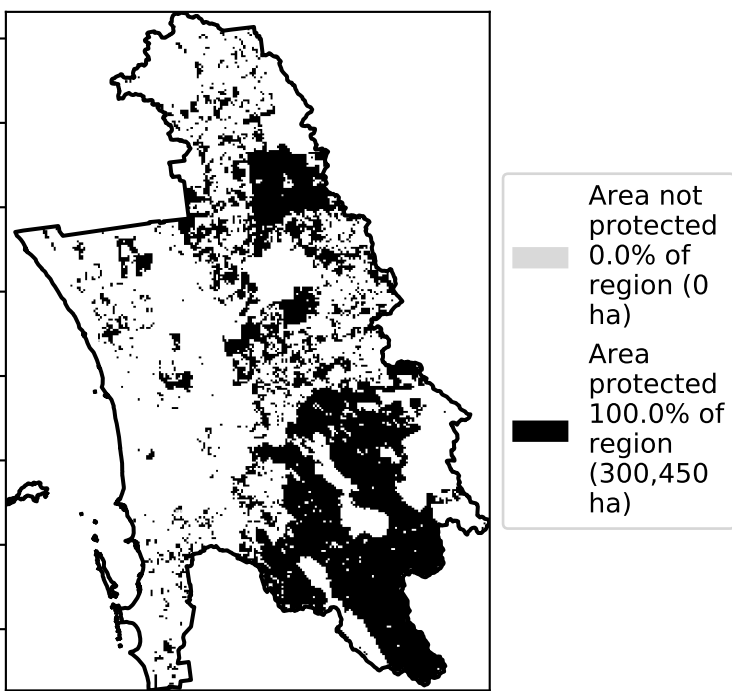 Area not
protected
0.0% of
region (0
ha)
Area
protected
100.0% of
region
(300,450
ha)